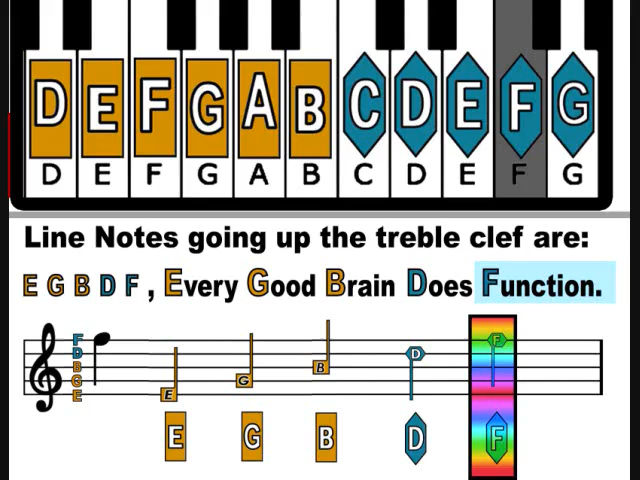 D E F G A B C D E F G
D E F G A B C D E F G
Line Notes going up the treble clef are:
E G B D F , Every Good Brain Does Function.
F
D
B
G
E
E G B D F
E G B D F